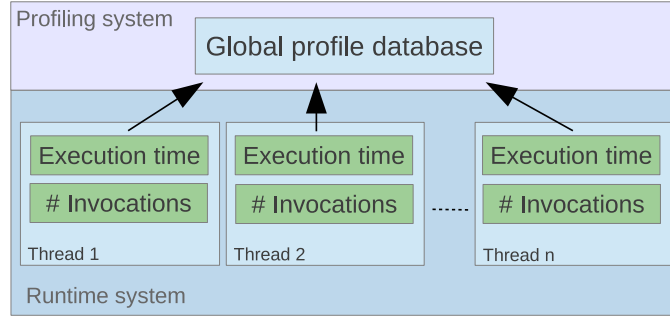 Profiling system
Global profile database
Execution time
# Invocations
Thread 1
Execution time
# Invocations
Thread 2
Execution time
# Invocations
Thread n
Runtime system